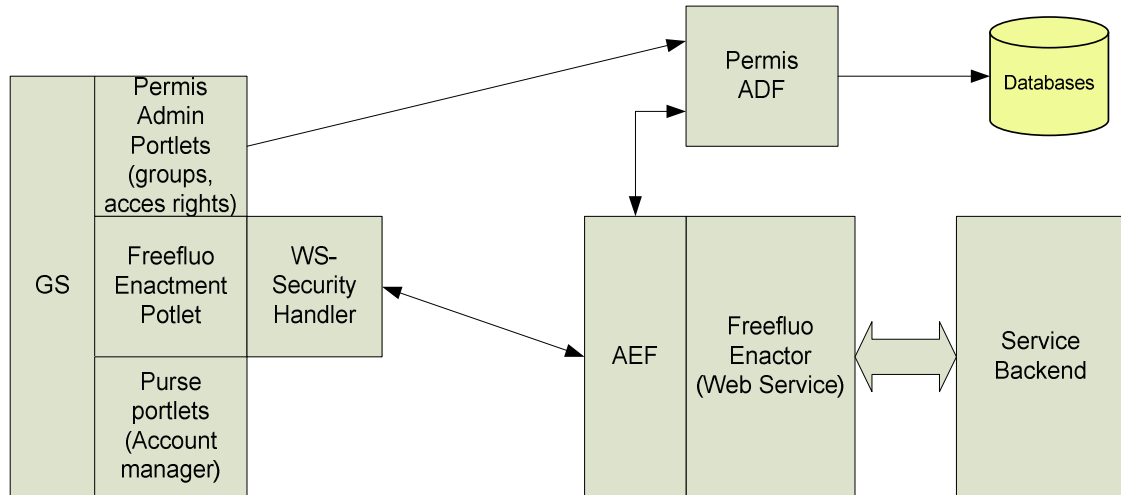 Permis
Admin
Portlets
(groups,
acces rights)
GS
Freefluo
Enactment
Potlet
WS-
Security
Handler
Purse
portlets
(Account
manager)
Permis
ADF
Databases
AEF
Freefluo
Enactor
(Web Service)
Service
Backend